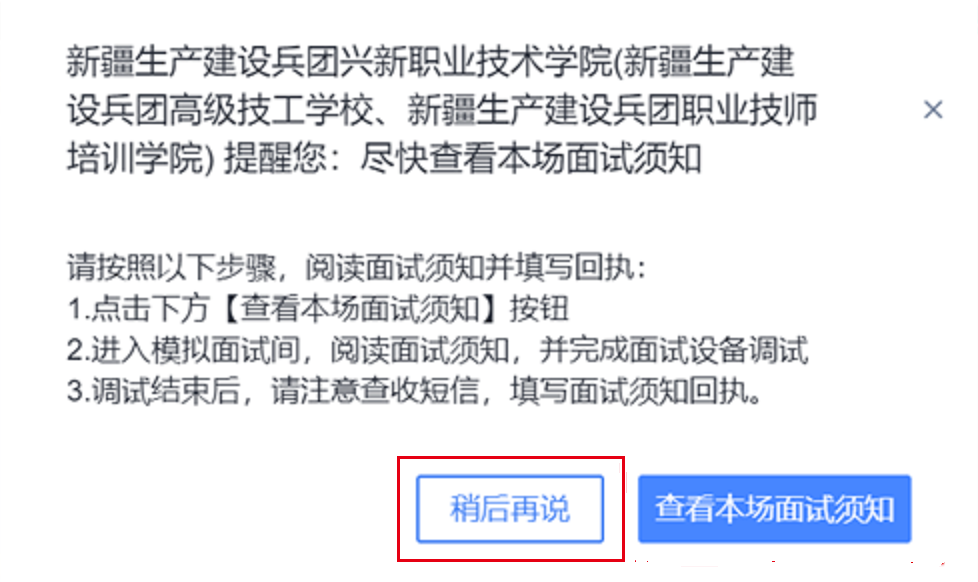 新疆生产建设兵团兴新职业技术学院(新疆生产建
设兵团高级技工学校、新疆生产建设兵团职业技师
培训学院) 提醒您：尽快查看本场面试须知
请按照以下步骤，阅读面试须知并填写回执：
1.点击下方【查看本场面试须知】按钮
2.进入模拟面试间，阅读面试须知，并完成面试设备调试
3.调试结束后，请注意查收短信，填写面试须知回执。
稍后再说 查看本场面试须知